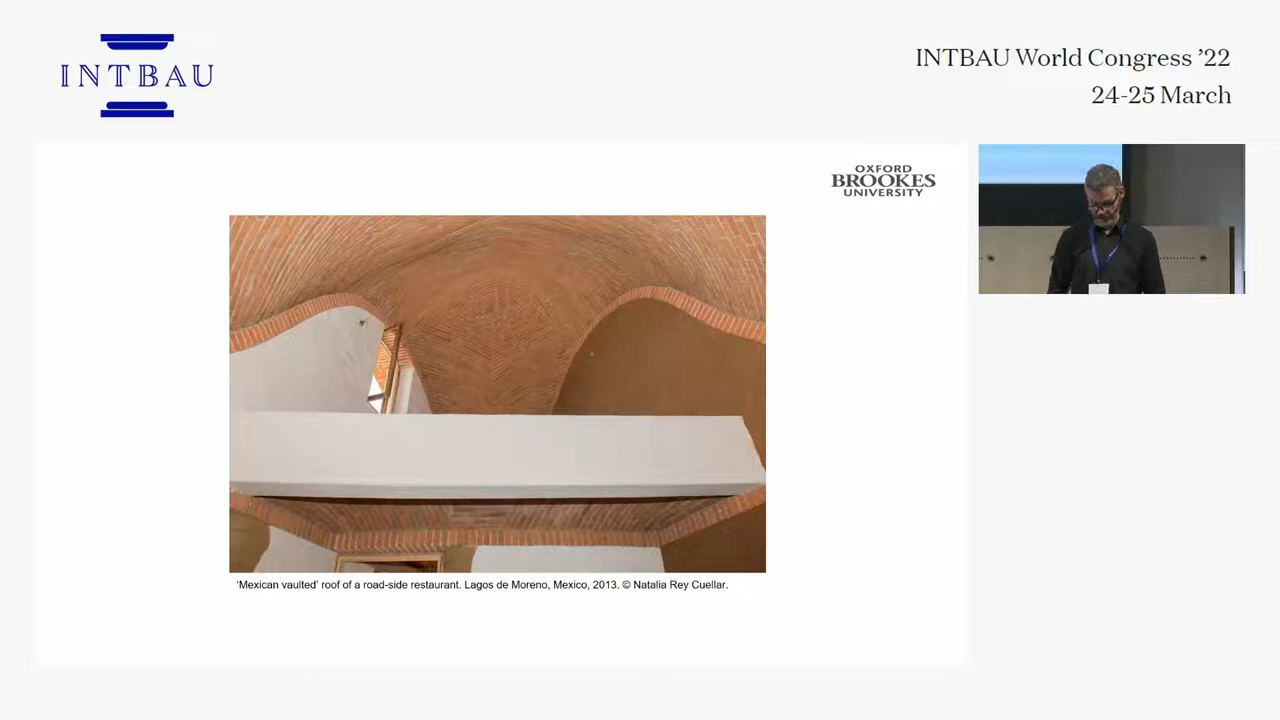 INTBAU
INTBAU World Congress ’22
24-25 March
OXFORD
BROOKES
UNIVERSITY
‘Mexican vaulted’ roof of a road-side restaurant. Lagos de Moreno, Mexico, 2013. © Natalia Rey Cuellar.